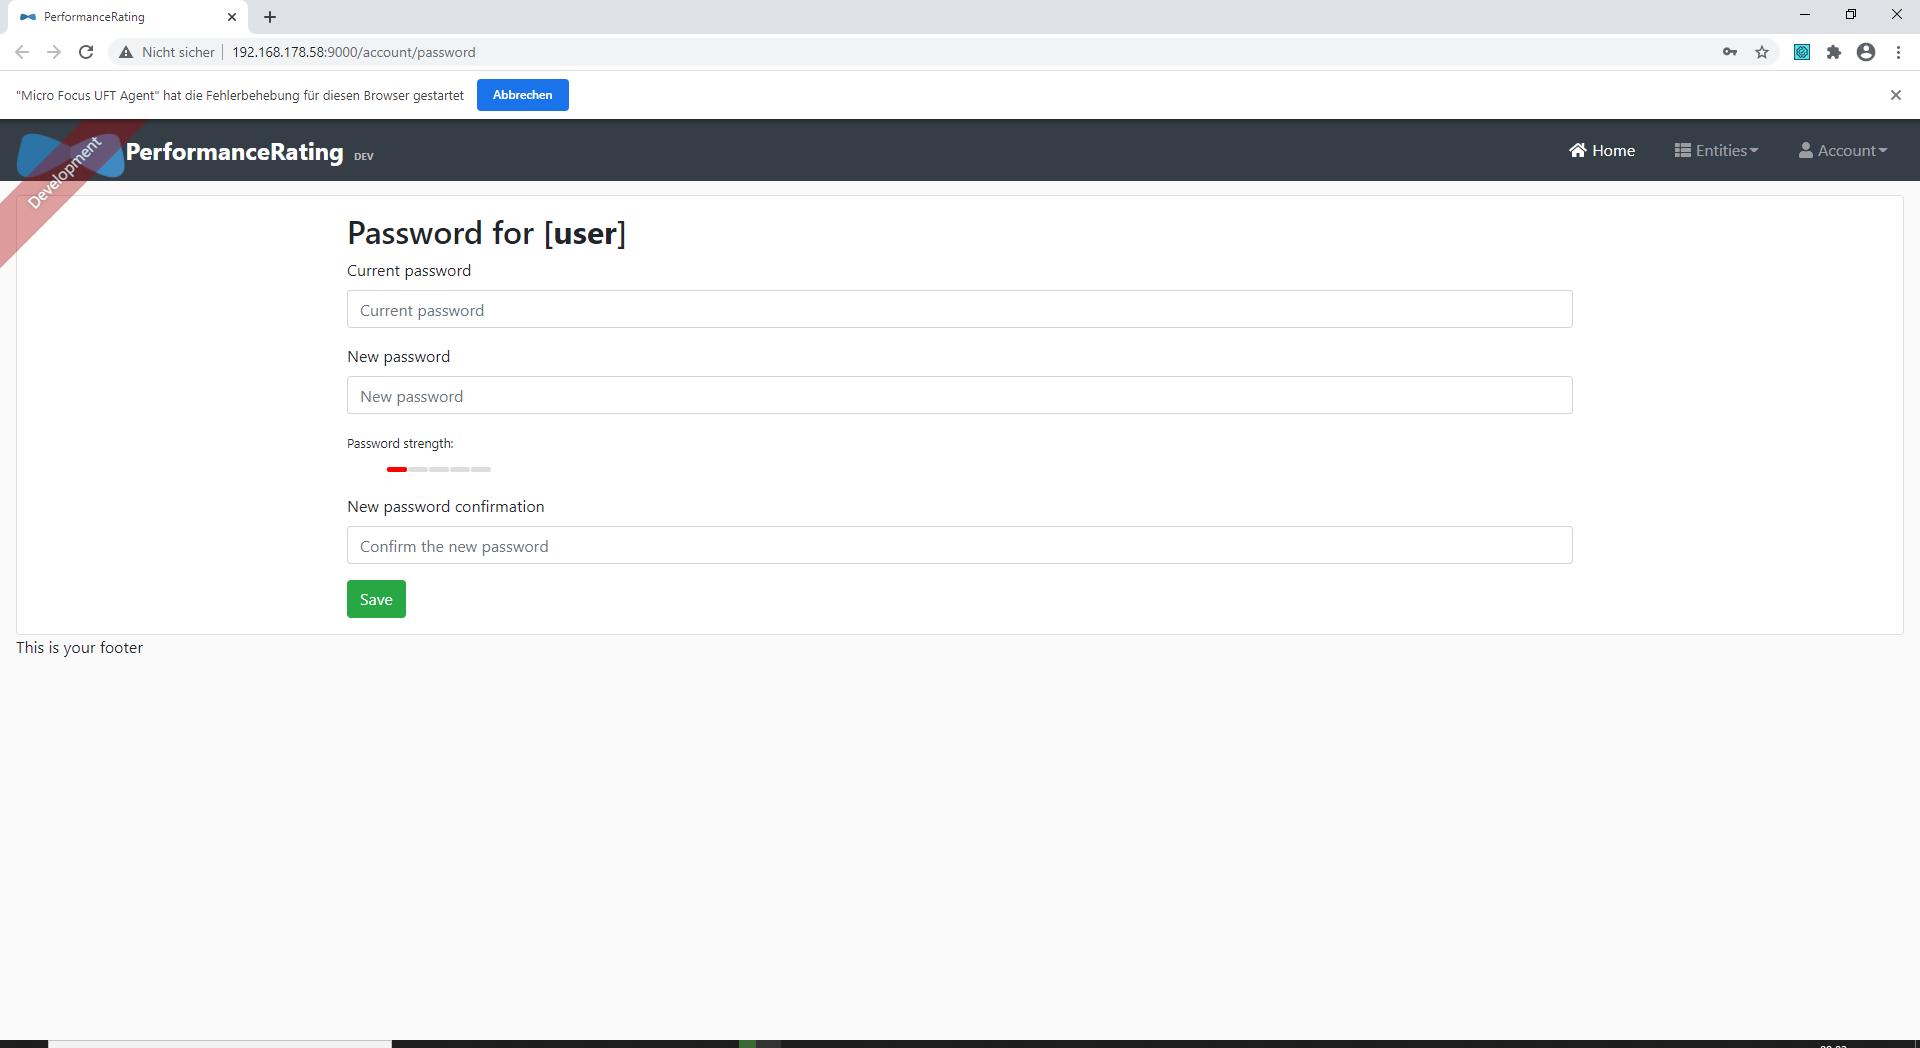 PerformanceRating
Nicht sicher
192.168.178.58:9000/account/password
"Micro Focus UFT Agent" hat die Fehlerbehebung für diesen Browser gestartet
Abbrechen
Development
PerformanceRating DEV
Home
Entities
Account
Password for [user]
Current password
Current password
New password
New password
Password strength:
New password confirmation
Confirm the new password
Save
This is your footer